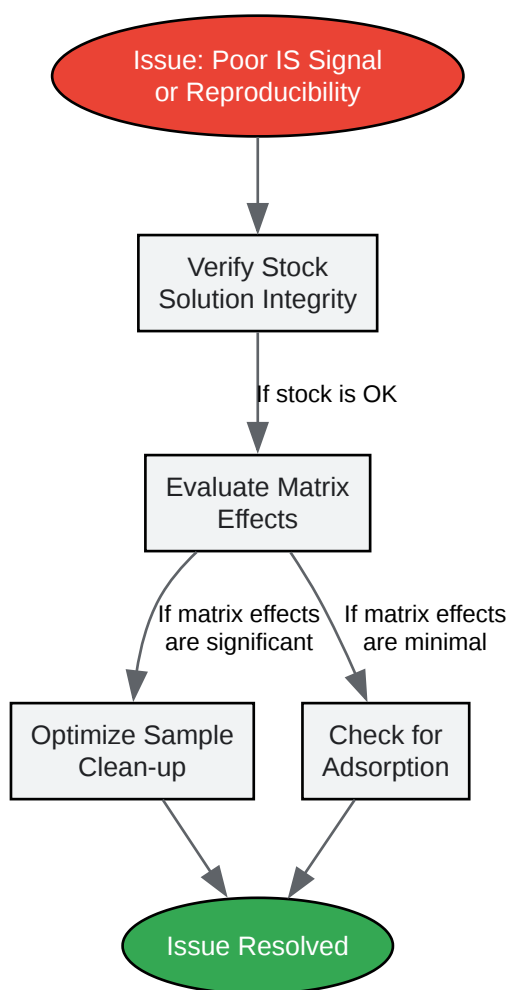 Issue: Poor IS Signal
or Reproducibility
Verify Stock
Solution Integrity
If stock is OK
Evaluate Matrix
Effects
If matrix effects
are significant
If matrix effects
are minimal
Optimize Sample
Clean-up
Check for
Adsorption
Issue Resolved